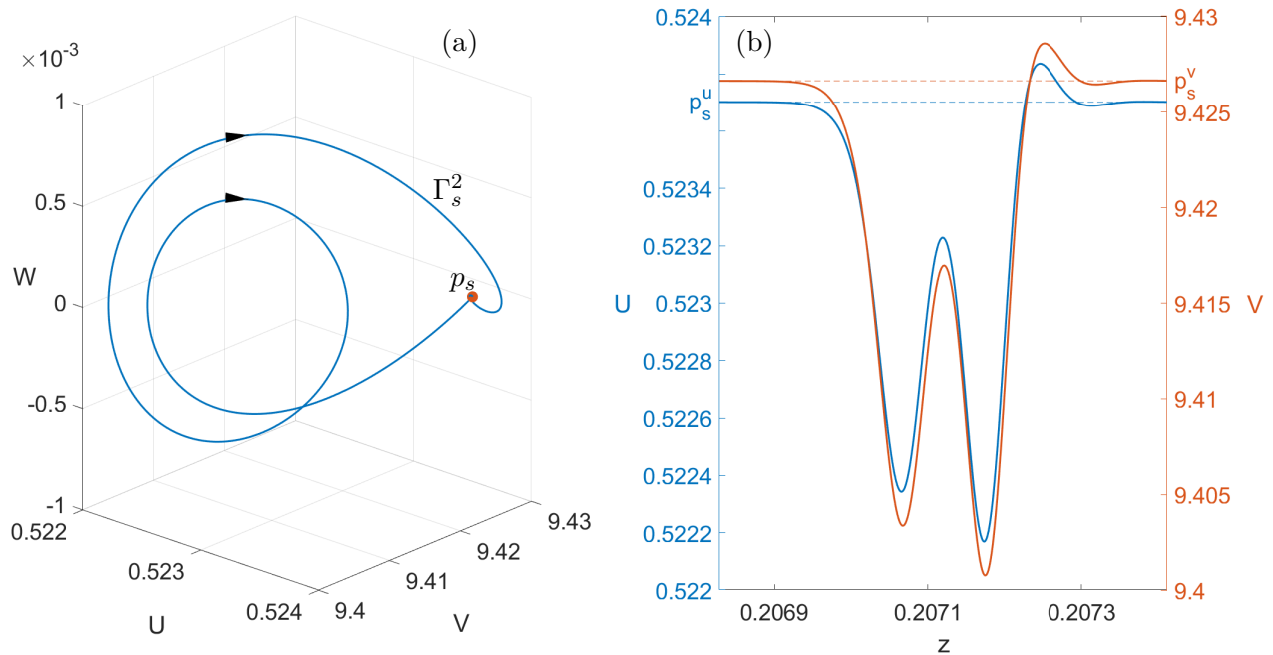 (a)
×10⁻³
1
0.5
0
-0.5
-1
W
Γ²ₛ
pₛ
0.522
0.523
0.524
U
9.4
9.41
9.42
9.43
V
(b)
0.524
pᵘₛ
0.5234
0.5232
0.523
0.5228
0.5226
0.5224
0.5222
0.522
U
9.43
pᵛₛ
9.425
9.42
9.415
9.41
9.405
9.4
V
0.2069
0.2071
0.2073
z